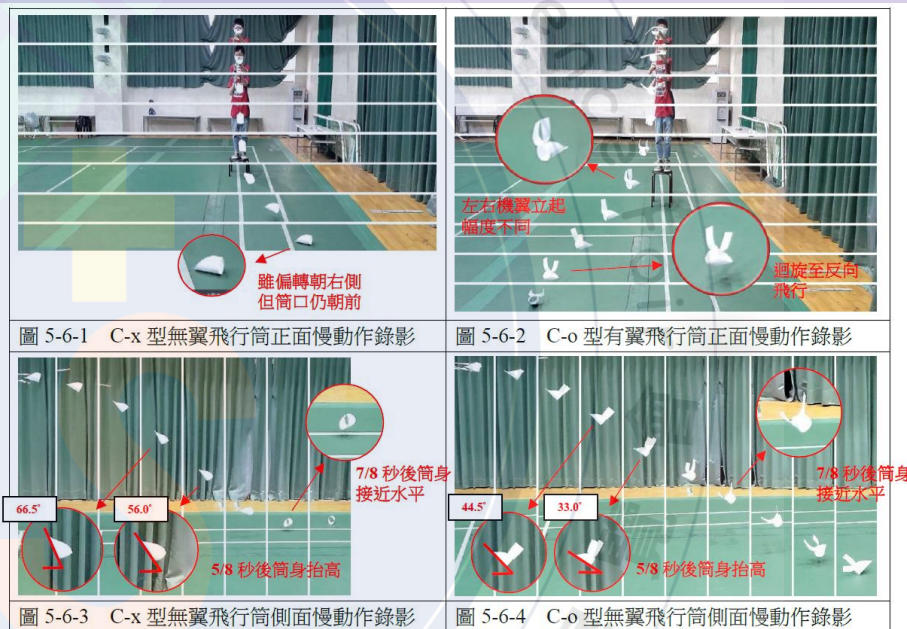 雖偏轉朝右側
但筒口仍朝前
左右機翼立起
幅度不同
迴旋至反向
飛行
圖 5-6-1 C-x 型無翼飛行筒正面慢動作錄影
圖 5-6-2 C-o 型有翼飛行筒正面慢動作錄影
66.5°
56.0°
7/8 秒後筒身
接近水平
5/8 秒後筒身抬高
44.5°
33.0°
7/8 秒後筒身
接近水平
5/8 秒後筒身抬高
圖 5-6-3 C-x 型無翼飛行筒側面慢動作錄影
圖 5-6-4 C-o 型有翼飛行筒側面慢動作錄影